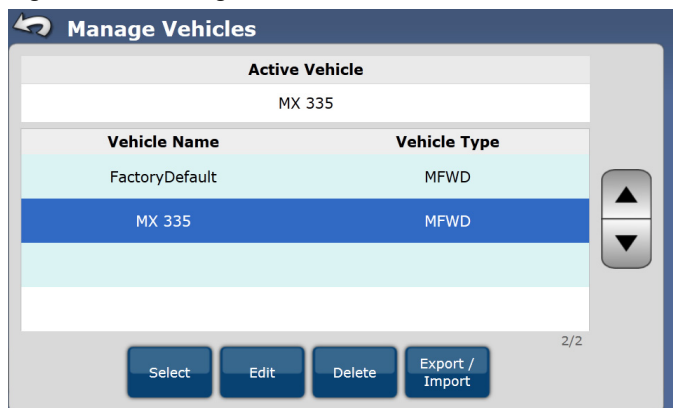 Manage Vehicles
Active Vehicle
MX 335
Vehicle Name Vehicle Type
FactoryDefault MFWD
MX 335 MFWD
2/2
Select Edit Delete Export /
Import